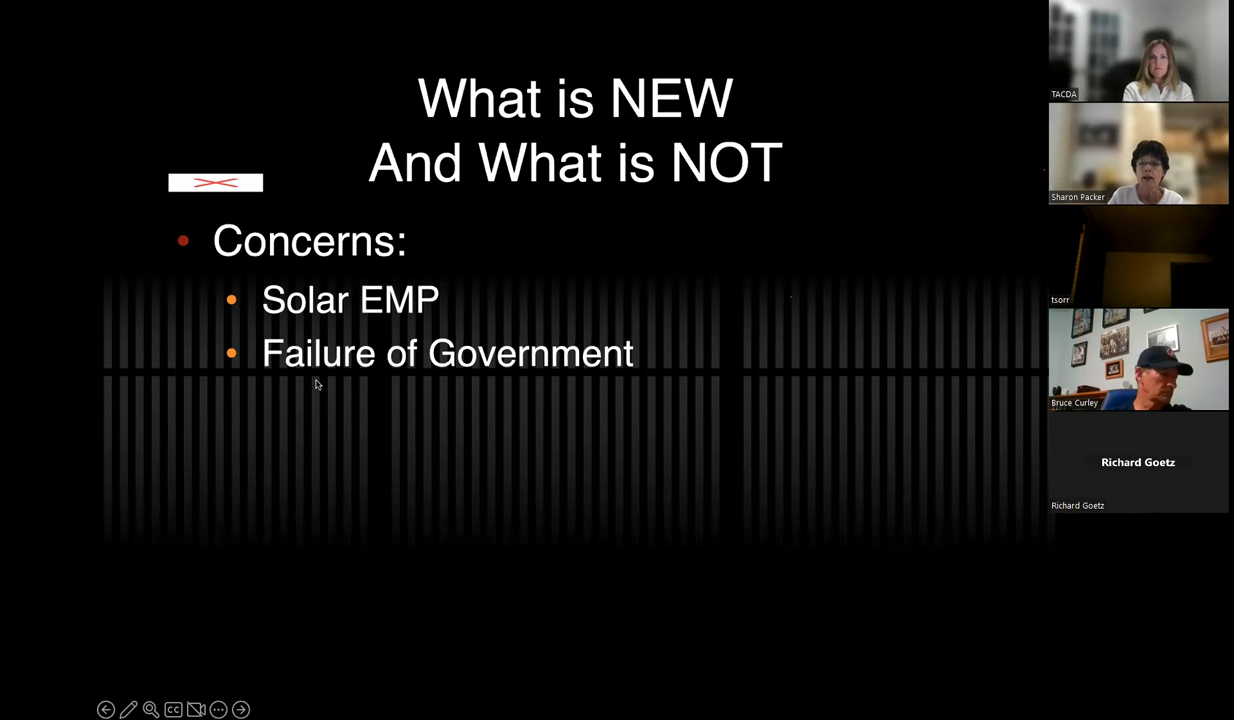 What is NEW
And What is NOT
• Concerns:
• Solar EMP
• Failure of Government
TACDA
Sharon Packer
tsorr
Bruce Curley
Richard Goetz
Richard Goetz
CC